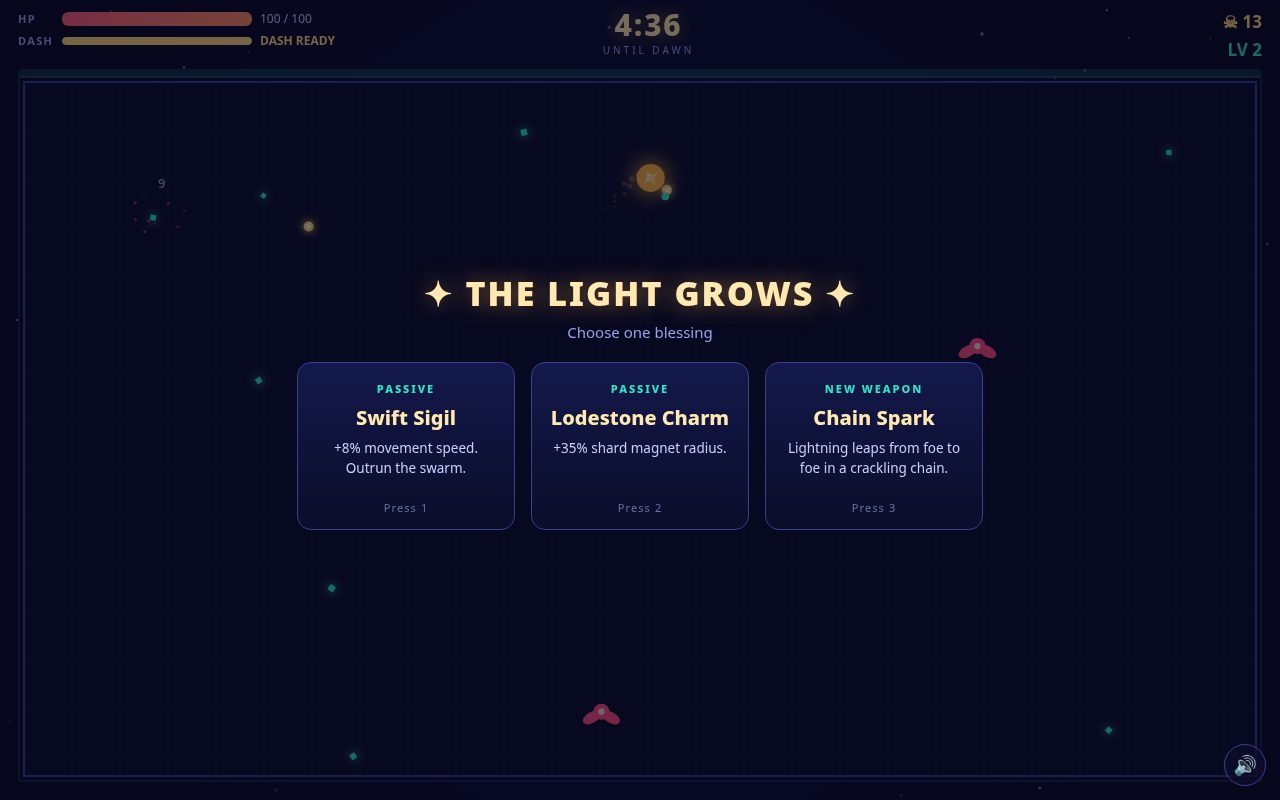 HP 100 / 100
DASH DASH READY
4:36
UNTIL DAWN
☠ 13
LV 2
9
✦ THE LIGHT GROWS ✦
Choose one blessing
PASSIVE
Swift Sigil
+8% movement speed.
Outrun the swarm.
Press 1
PASSIVE
Lodestone Charm
+35% shard magnet radius.
Press 2
NEW WEAPON
Chain Spark
Lightning leaps from foe to
foe in a crackling chain.
Press 3